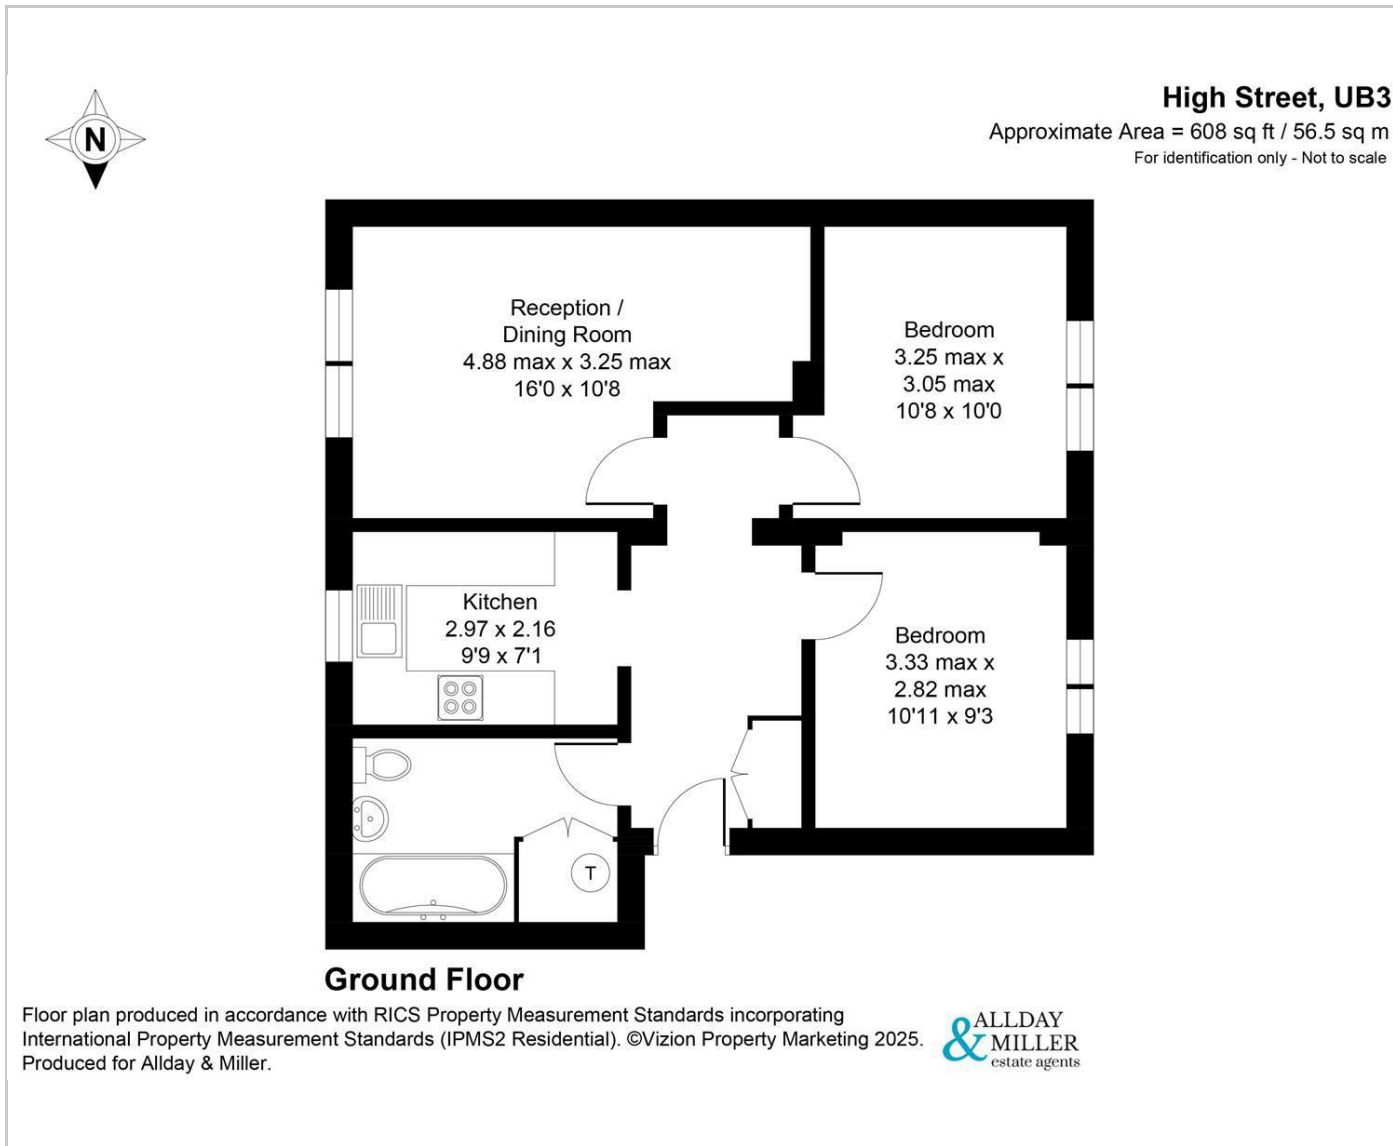 N
High Street, UB3
Approximate Area = 608 sq ft / 56.5 sq m
For identification only - Not to scale
Reception /
Dining Room
4.88 max x 3.25 max
16'0 x 10'8
Bedroom
3.25 max x
3.05 max
10'8 x 10'0
Kitchen
2.97 x 2.16
9'9 x 7'1
Bedroom
3.33 max x
2.82 max
10'11 x 9'3
T
Ground Floor
Floor plan produced in accordance with RICS Property Measurement Standards incorporating
International Property Measurement Standards (IPMS2 Residential). ©Vizion Property Marketing 2025.
Produced for Allday & Miller.
ALLDAY
& MILLER
estate agents